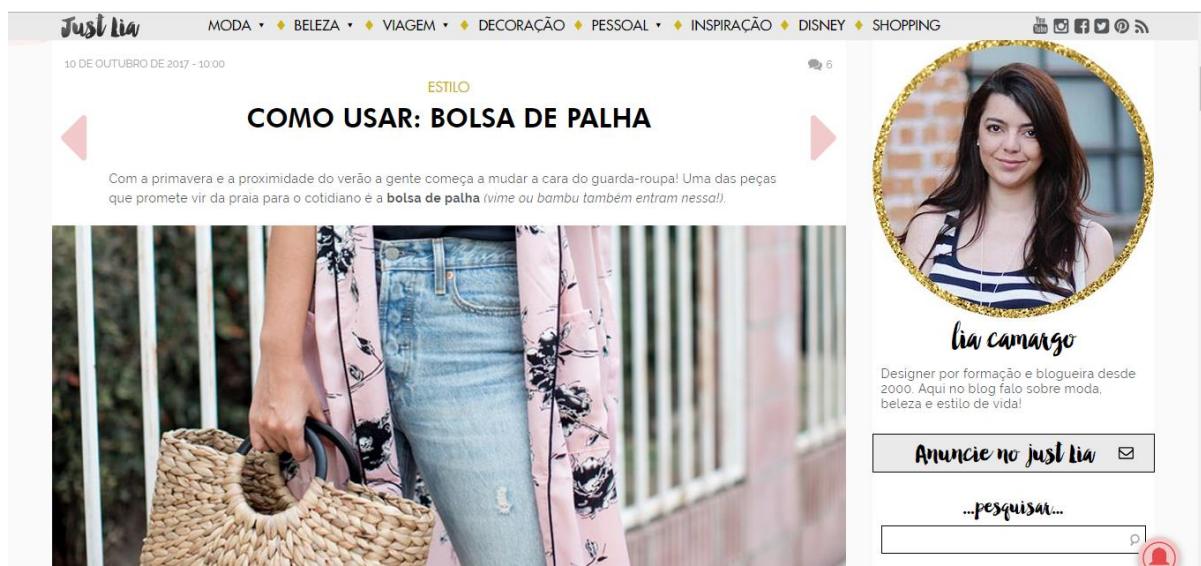 Just Lia
MODA ▾ ♦ BELEZA ▾ ♦ VIAGEM ▾ ♦ DECORAÇÃO ♦ PESSOAL ▾ ♦ INSPIRAÇÃO ♦ DISNEY ♦ SHOPPING
You Tube
10 DE OUTUBRO DE 2017 - 10:00
6
ESTILO
COMO USAR: BOLSA DE PALHA
Com a primavera e a proximidade do verão a gente começa a mudar a cara do guarda-roupa! Uma das peças
que promete vir da praia para o cotidiano é a bolsa de palha (vime ou bambu também entram nessa!).
lia camargo
Designer por formação e blogueira desde
2000. Aqui no blog falo sobre moda,
beleza e estilo de vida!
Anuncie no just Lia
...pesquisar...